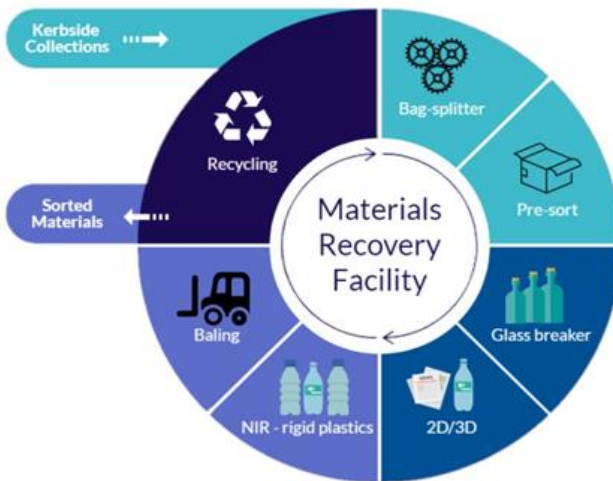 Kerbside
Collections
Recycling
Bag-splitter
Pre-sort
Glass breaker
2D/3D
NIR - rigid plastics
Baling
Sorted
Materials
Materials
Recovery
Facility